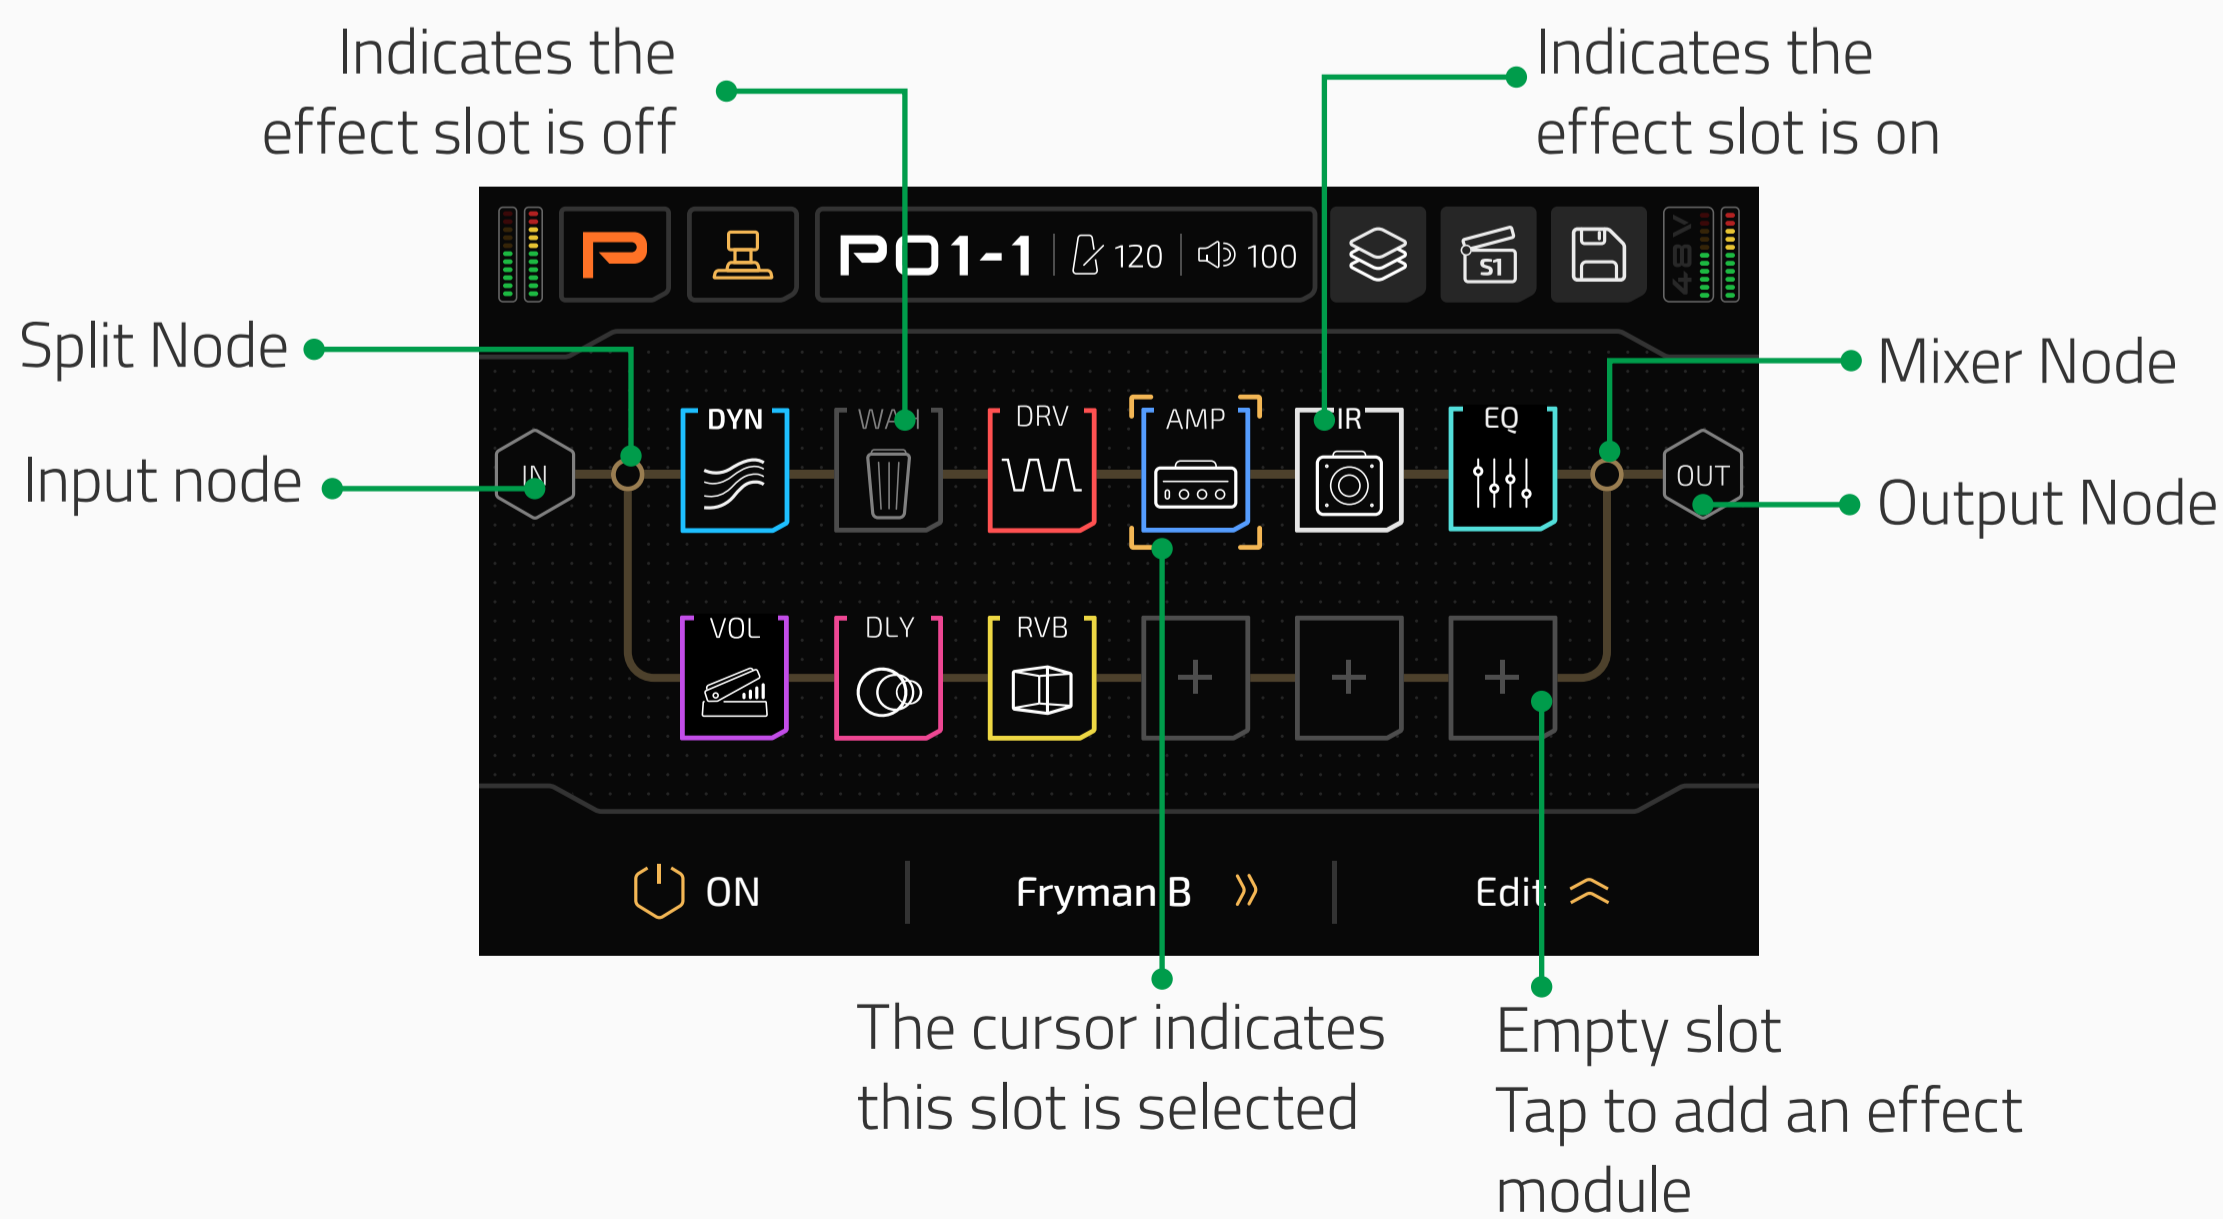 Indicates the
effect slot is off
Indicates the
effect slot is on
P01-1 120 100 S1 48V
Split Node
Mixer Node
Input node
Output Node
DYN WAH DRV AMP IR EQ
IN
OUT
VOL DLY RVB
ON Fryman B Edit
The cursor indicates
this slot is selected
Empty slot
Tap to add an effect
module